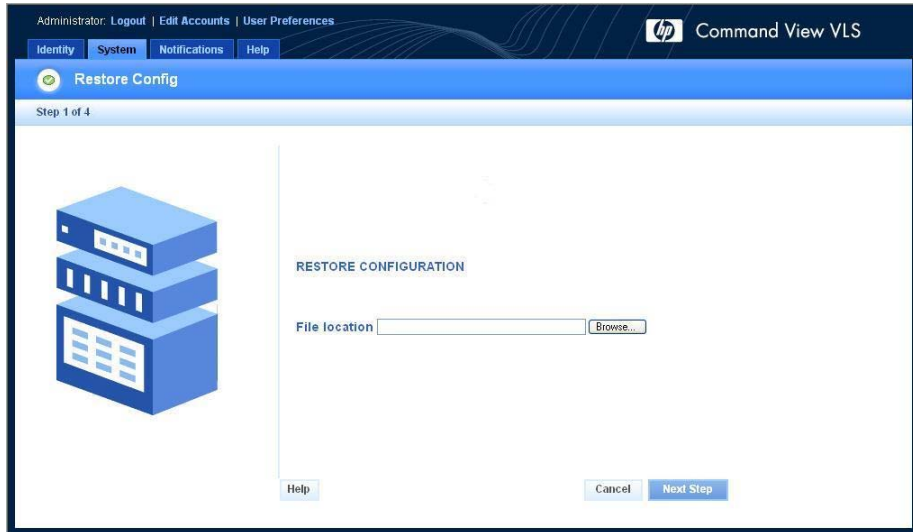 Administrator: Logout | Edit Accounts | User Preferences
hp Command View VLS
Identity System Notifications Help
Restore Config
Step 1 of 4
RESTORE CONFIGURATION
File location Browse...
Help Cancel Next Step